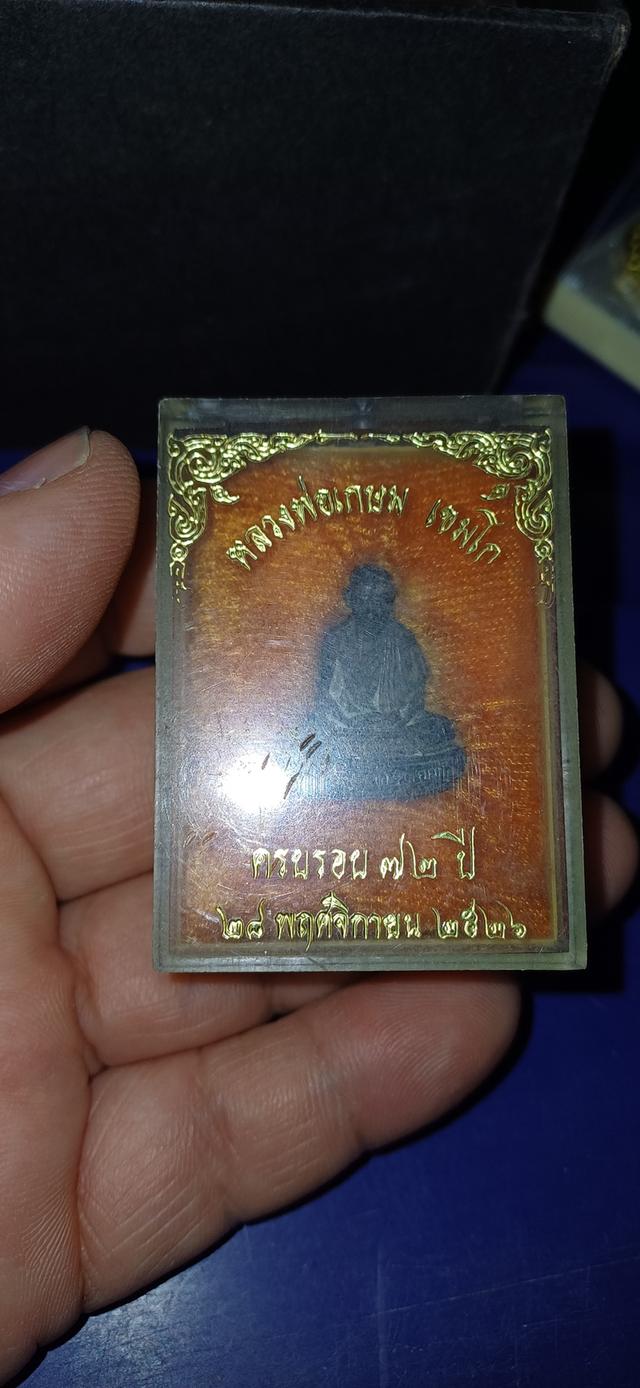 หลวงพ่อเกษม เขมโก
ครบรอบ ๗๒ ปี
๒๘ พฤศจิกายน ๒๕๒๖